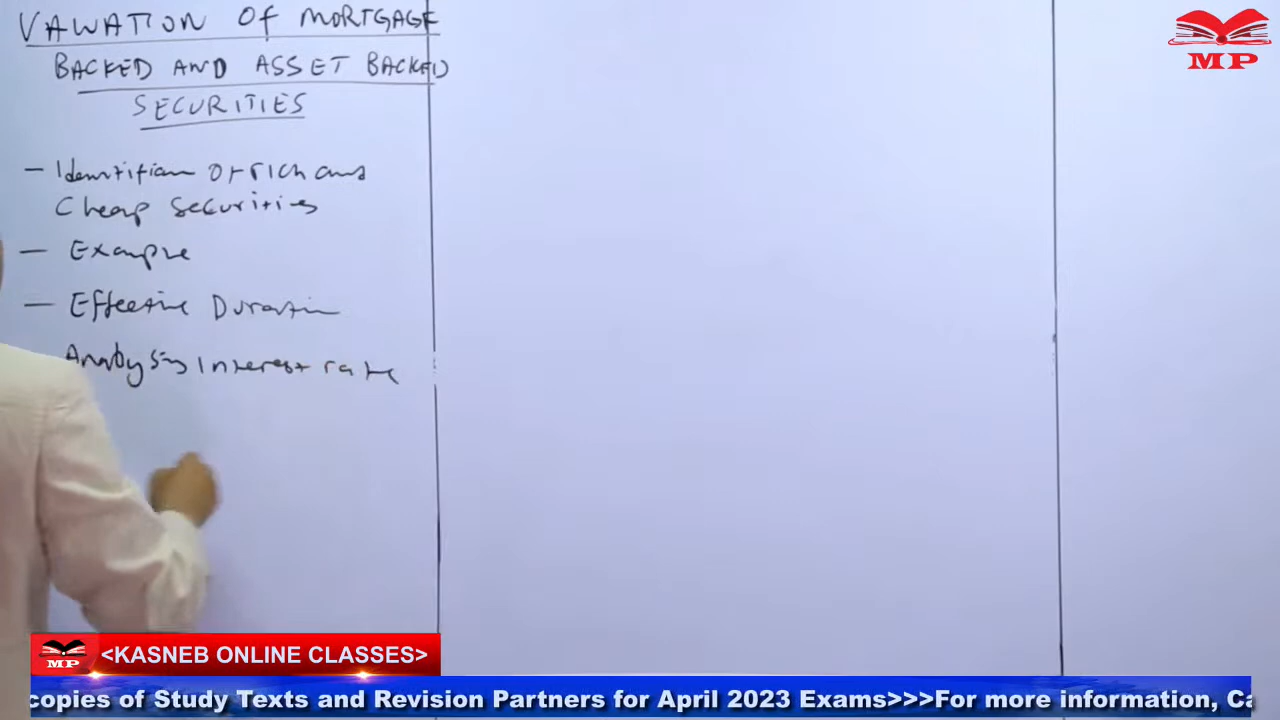 VALUATION OF MORTGAGE
BACKED AND ASSET BACKED
SECURITIES
- Identification of rich and
Cheap Securities
- Example
- Effective Duration
Analysis Interest rate
MP
MP
<KASNEB ONLINE CLASSES>
copies of Study Texts and Revision Partners for April 2023 Exams>>>For more information, Ca